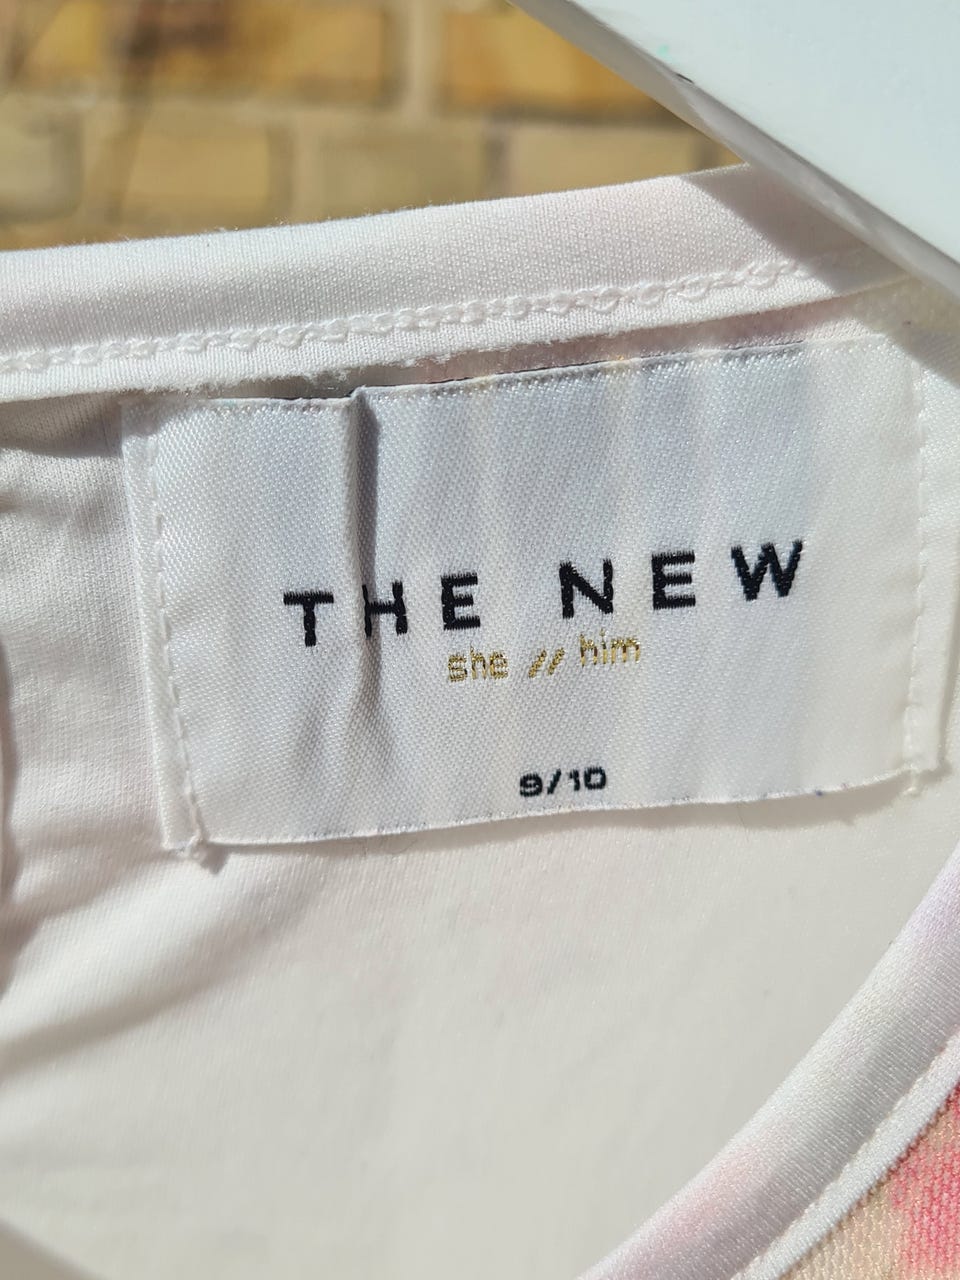 THE NEW
she // him
9/10